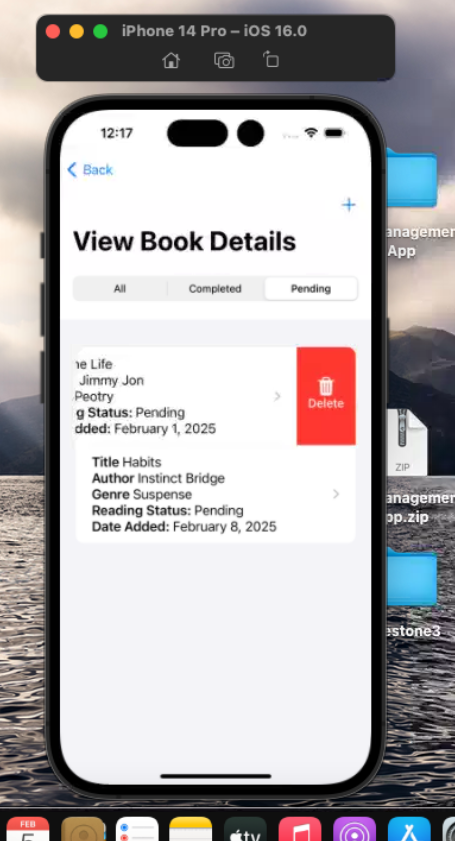 iPhone 14 Pro – iOS 16.0
12:17
Back
+
View Book Details
All
Completed
Pending
ne Life
Jimmy Jon
Peotry
g Status: Pending
dded: February 1, 2025
Delete
Title Habits
Author Instinct Bridge
Genre Suspense
Reading Status: Pending
Date Added: February 8, 2025
anagemen
App
ZIP
anagemen
pp.zip
estone3
FEB
tv